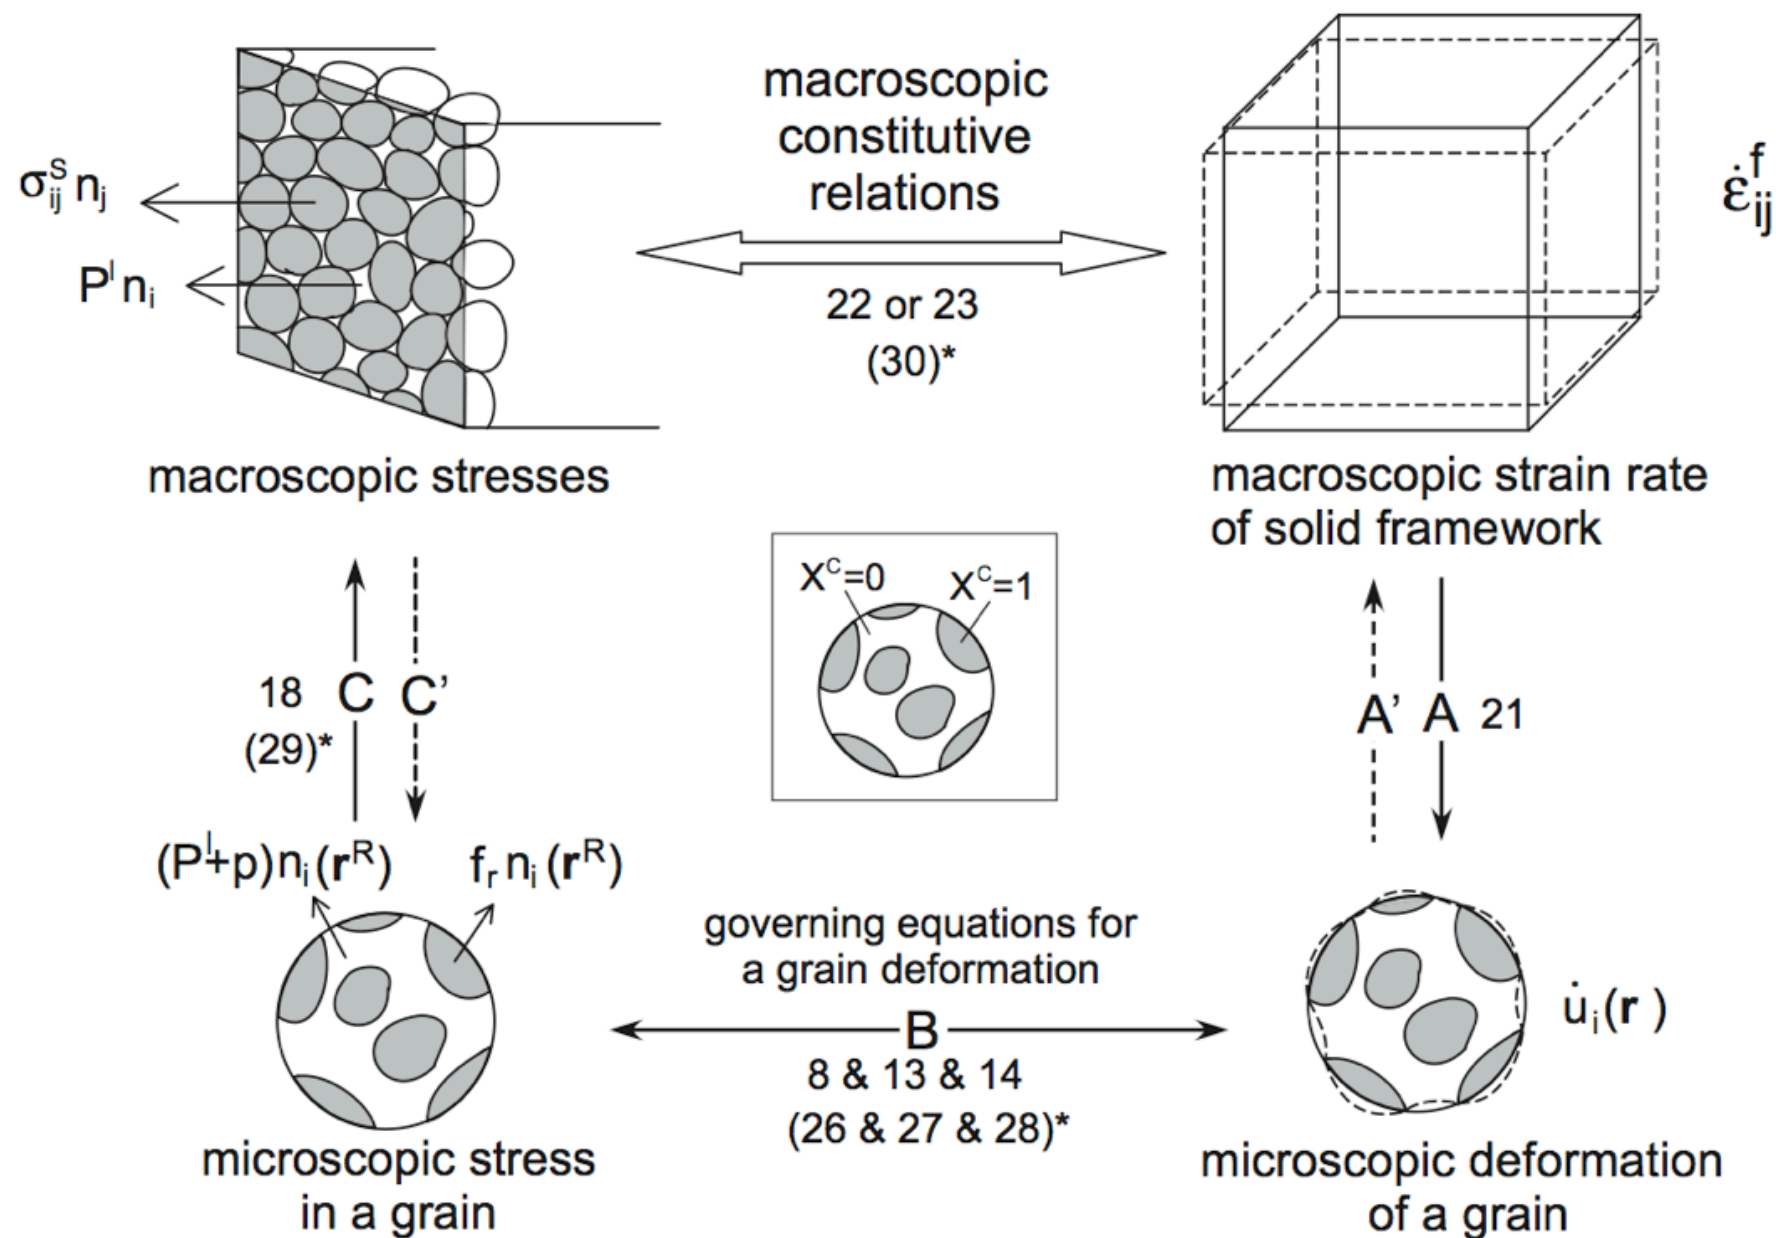 macroscopic
constitutive
relations
22 or 23
(30)*
σ^S_ij n_j
P^l n_i
ε̇^f_ij
macroscopic stresses
macroscopic strain rate
of solid framework
X^C=0
X^C=1
18 C C’
(29)*
A’ A 21
(P^l+p)n_i(r^R)
f_r n_i(r^R)
governing equations for
a grain deformation
B
8 & 13 & 14
(26 & 27 & 28)*
u̇_i(r )
microscopic stress
in a grain
microscopic deformation
of a grain